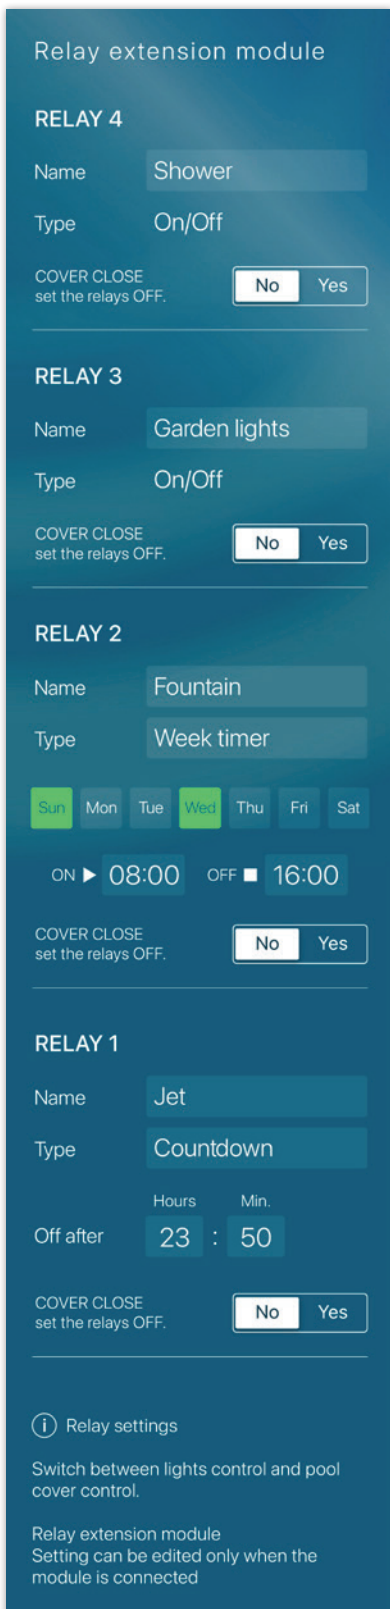 Relay extension module
RELAY 4
Name Shower
Type On/Off
COVER CLOSE
set the relays OFF. No Yes
RELAY 3
Name Garden lights
Type On/Off
COVER CLOSE
set the relays OFF. No Yes
RELAY 2
Name Fountain
Type Week timer
Sun Mon Tue Wed Thu Fri Sat
ON ▶ 08:00 OFF ■ 16:00
COVER CLOSE
set the relays OFF. No Yes
RELAY 1
Name Jet
Type Countdown
Hours Min.
Off after 23 : 50
COVER CLOSE
set the relays OFF. No Yes
i Relay settings
Switch between lights control and pool
cover control.
Relay extension module
Setting can be edited only when the
module is connected